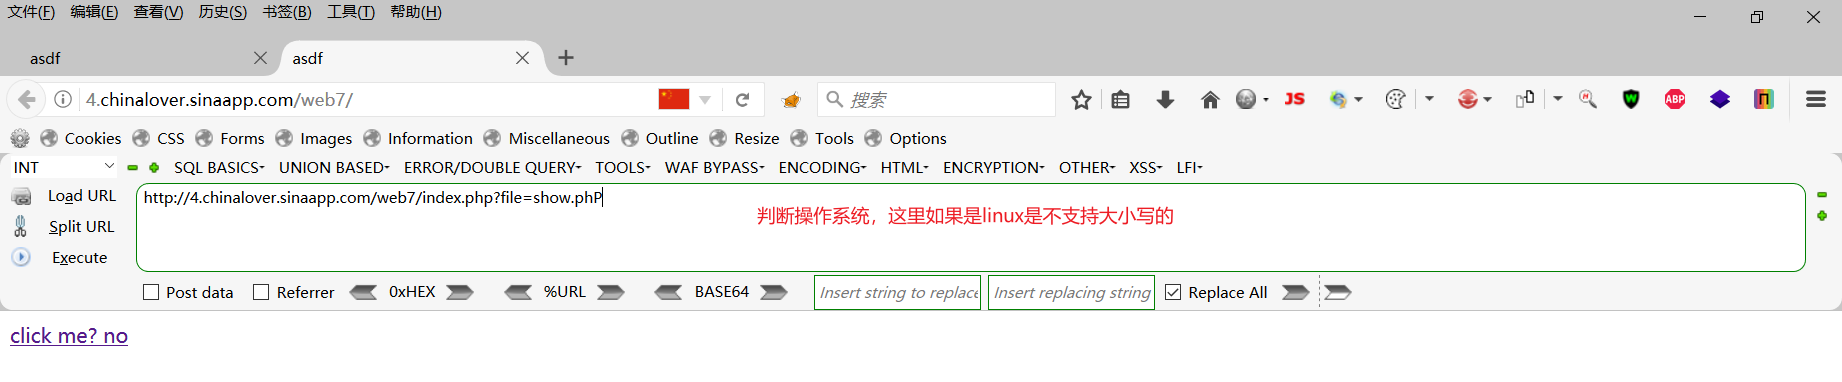 文件(F) 编辑(E) 查看(V) 历史(S) 书签(B) 工具(T) 帮助(H)
asdf asdf
4.chinalover.sinaapp.com/web7/ 搜索 JS ABP
Cookies CSS Forms Images Information Miscellaneous Outline Resize Tools Options
INT SQL BASICS UNION BASED ERROR/DOUBLE QUERY TOOLS WAF BYPASS ENCODING HTML ENCRYPTION OTHER XSS LFI
Load URL http://4.chinalover.sinaapp.com/web7/index.php?file=show.phP
判断操作系统，这里如果是linux是不支持大小写的
Split URL
Execute
Post data Referrer 0xHEX %URL BASE64 Insert string to replace Insert replacing string Replace All
click me? no